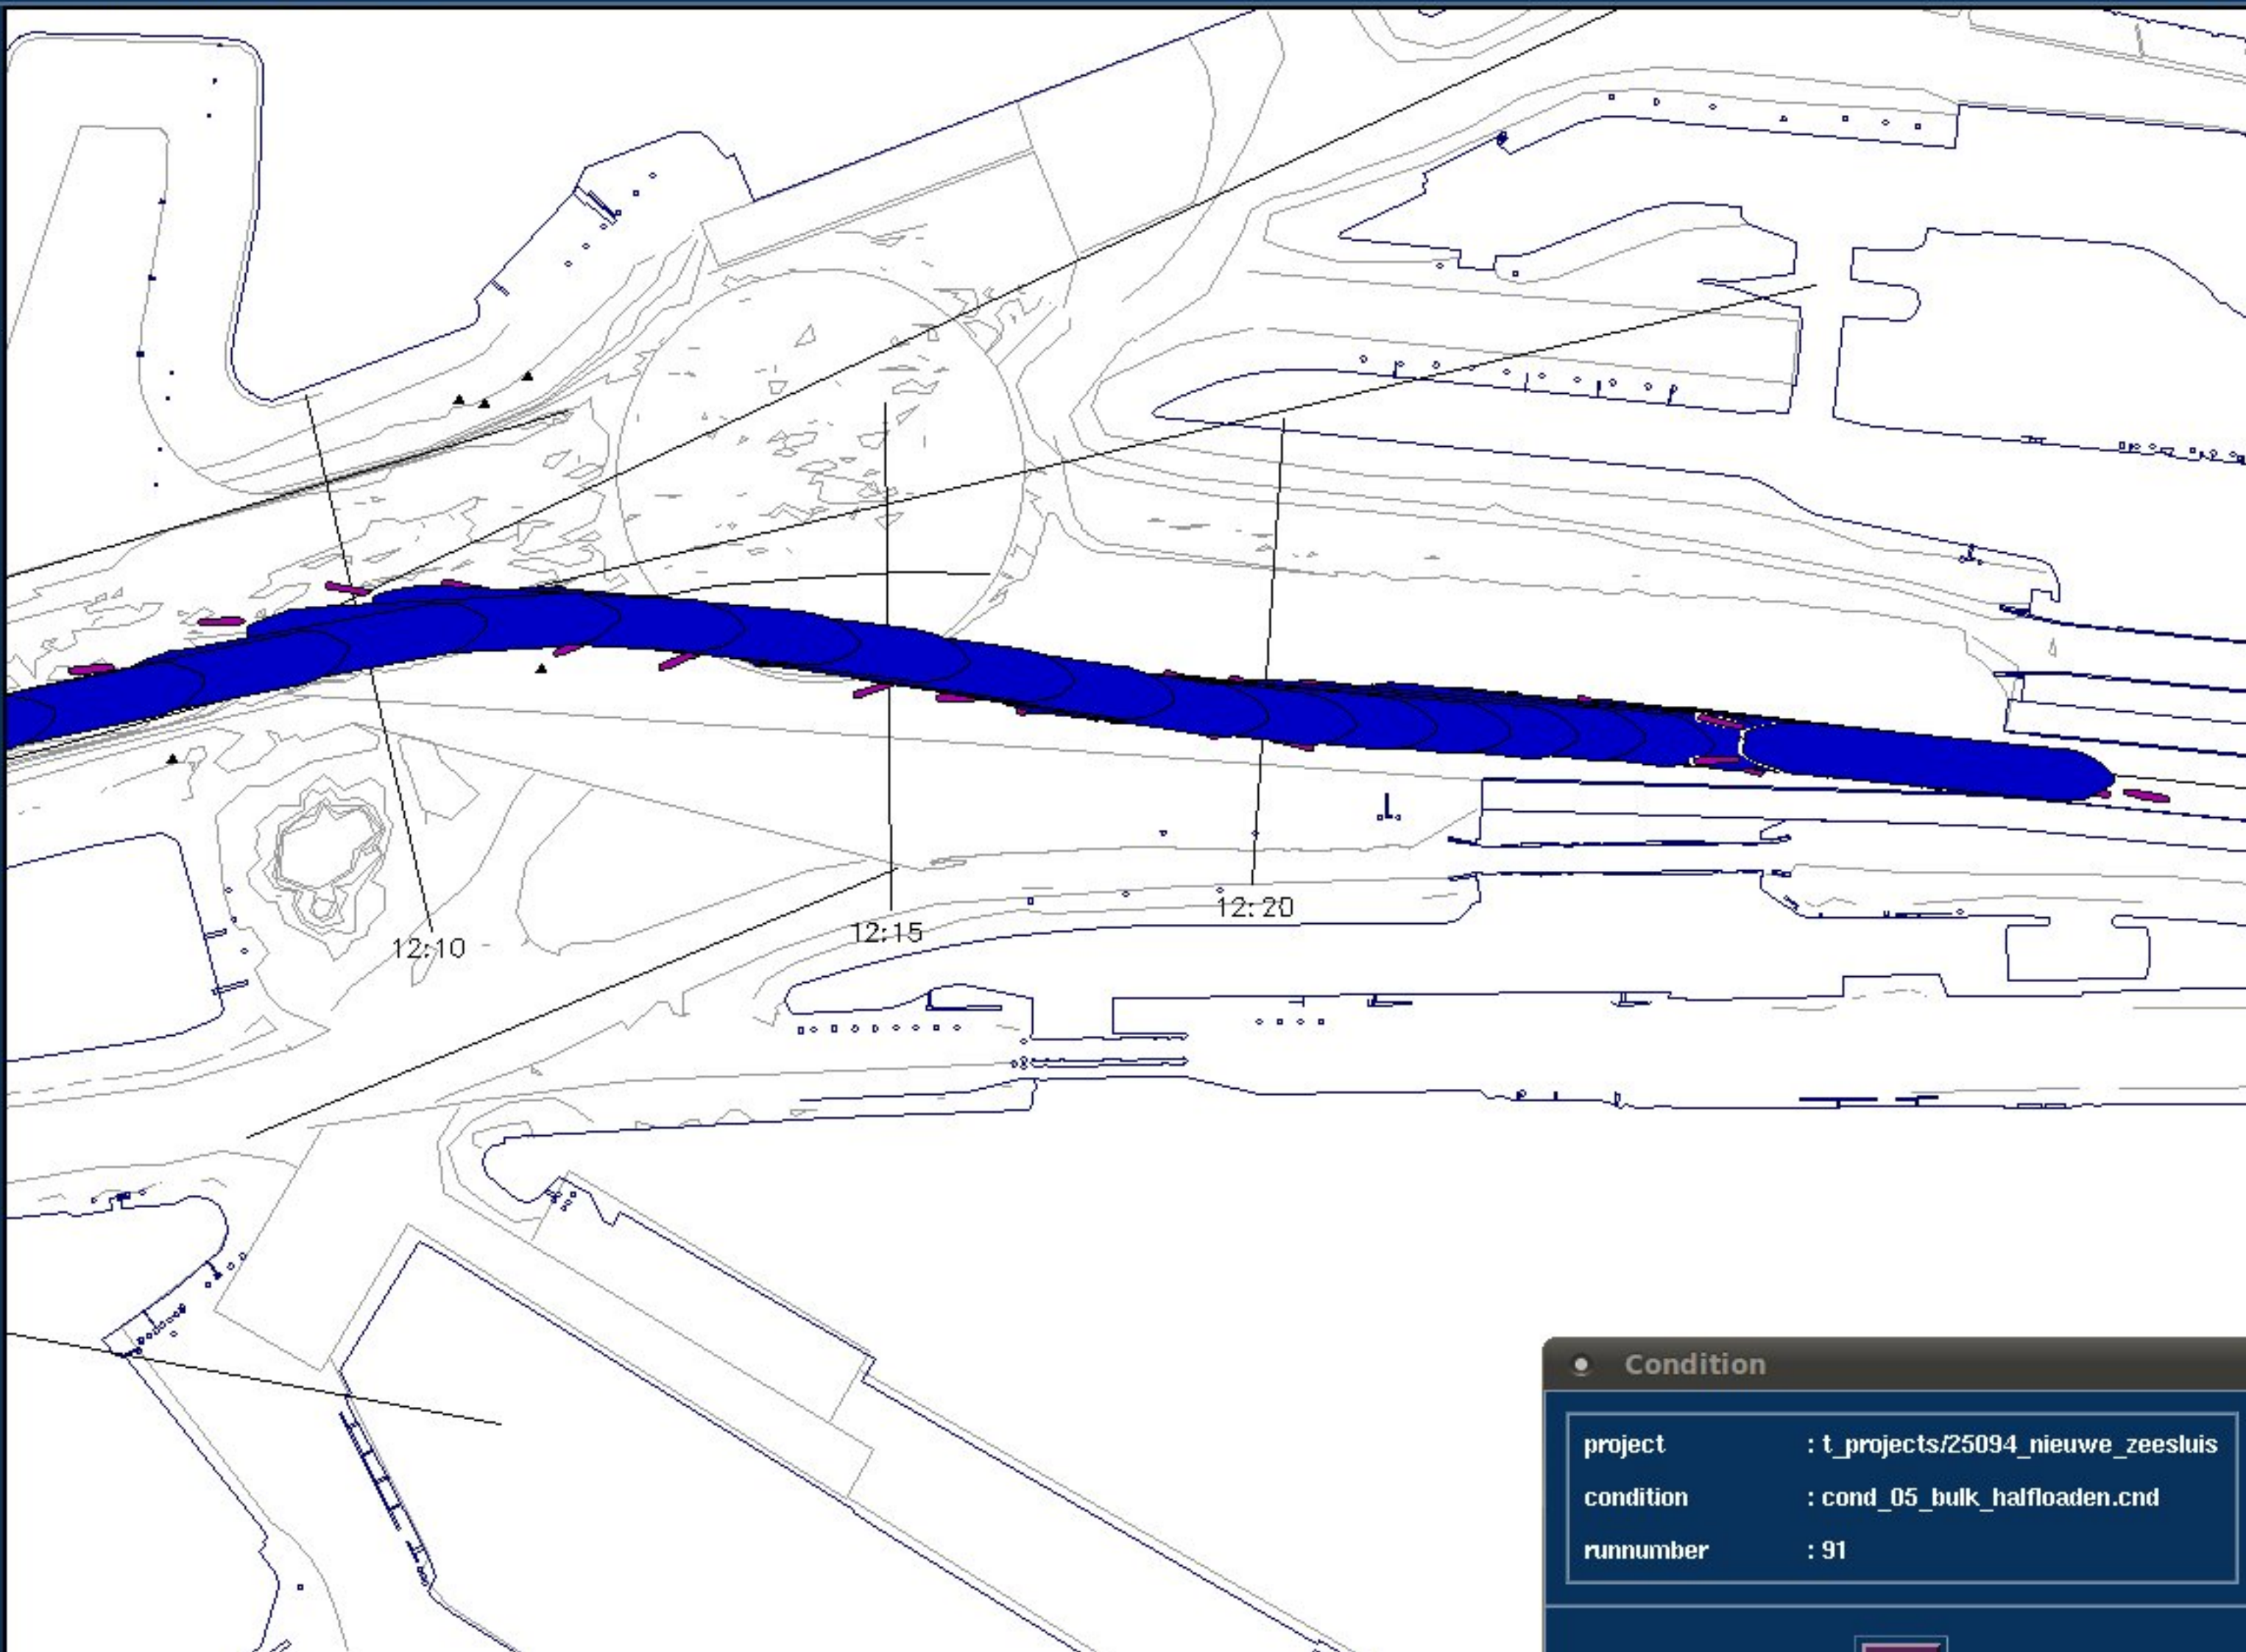 12:10
12:15
12:20
Condition
project : t_projects/25094_nieuwe_zeesluis
condition : cond_05_bulk_halfloaden.cnd
runnumber : 91